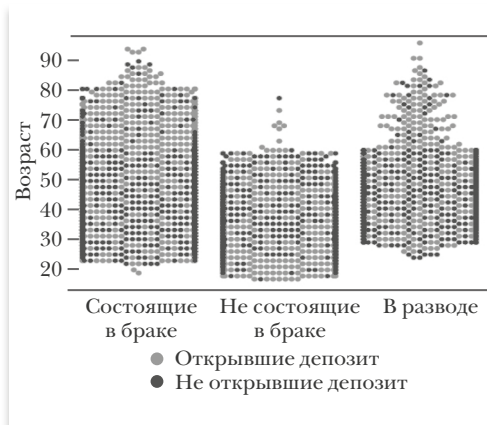 Возраст
90
80
70
60
50
40
30
20
Состоящие в браке
Не состоящие в браке
В разводе
Открывшие депозит
Не открывшие депозит